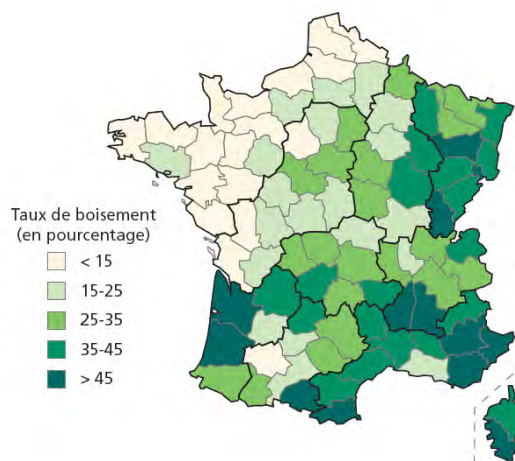 Taux de boisement
(en pourcentage)
< 15
15-25
25-35
35-45
> 45